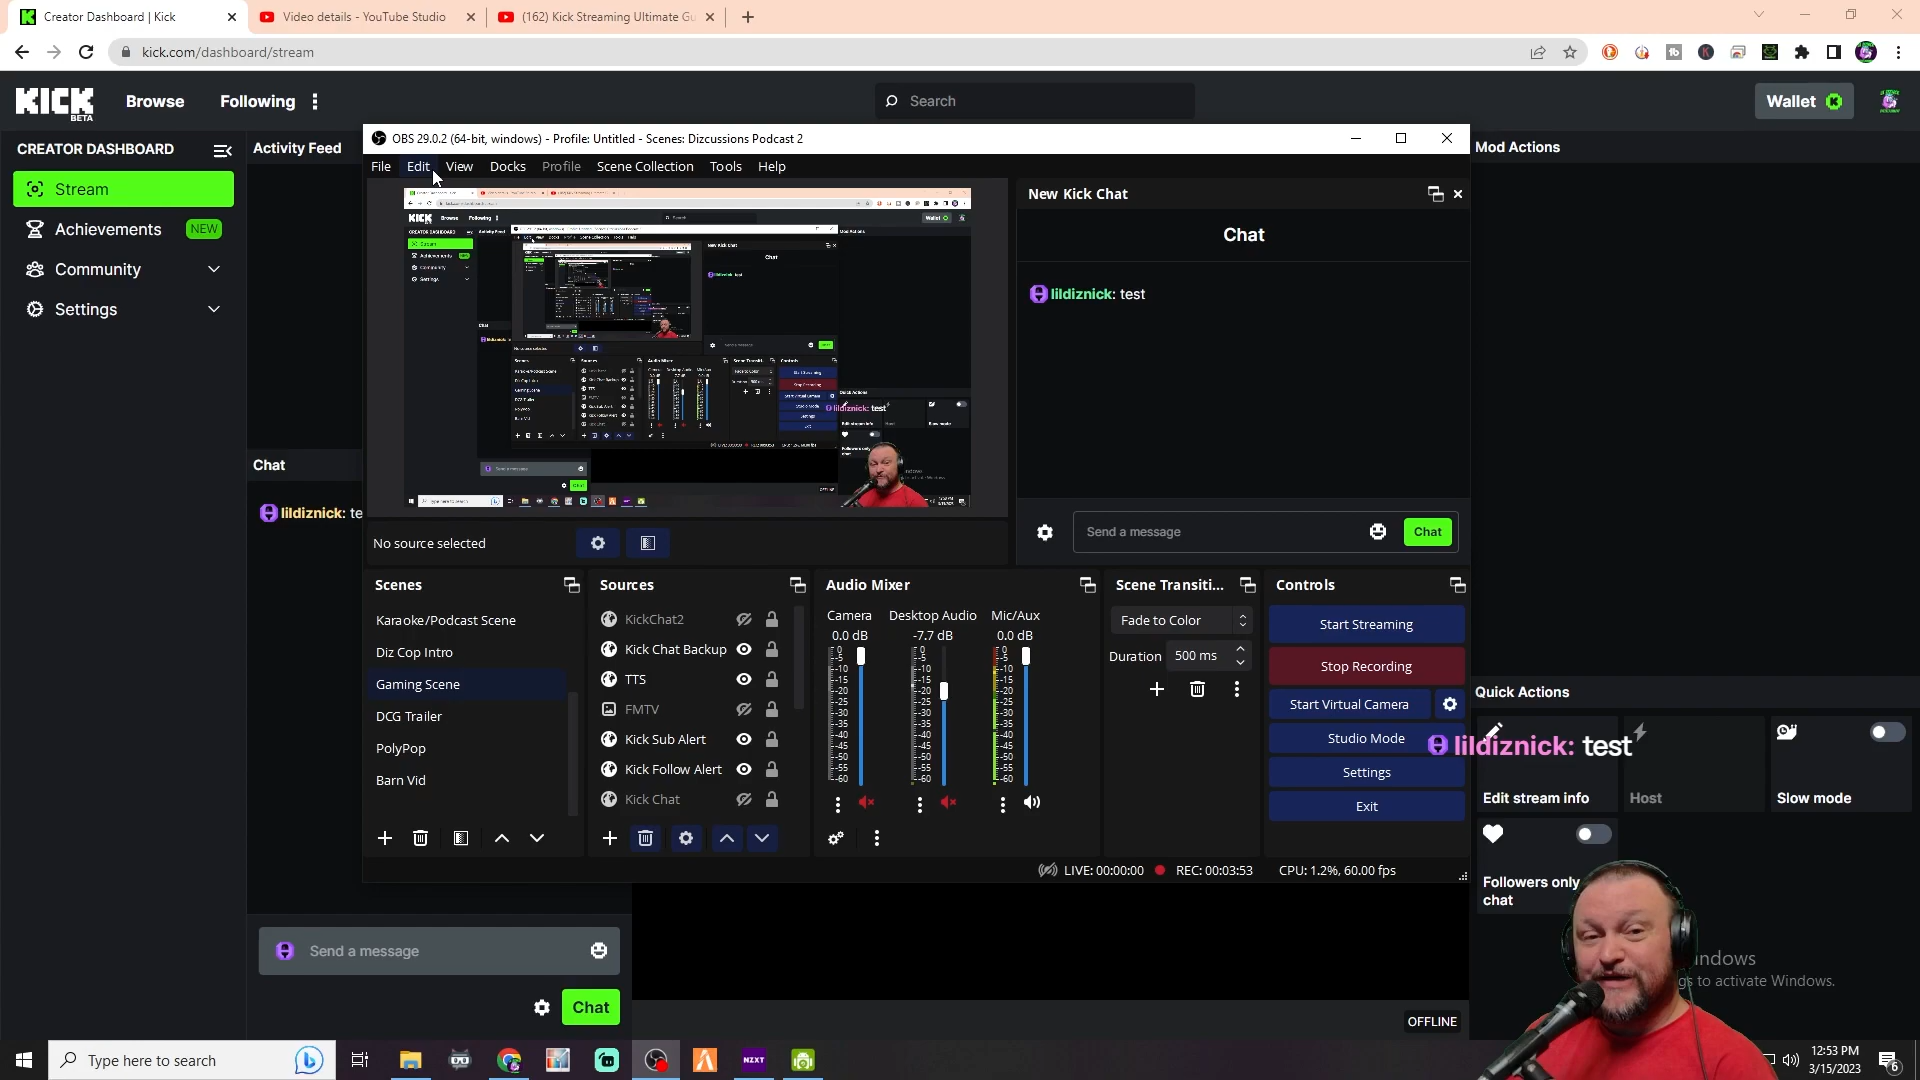 Creator Dashboard | Kick
Video details - YouTube Studio
(162) Kick Streaming Ultimate Gu
kick.com/dashboard/stream
KICK
BETA
Browse
Following
Search
Wallet
CREATOR DASHBOARD
Stream
Achievements
NEW
Community
Settings
Activity Feed
Mod Actions
OBS 29.0.2 (64-bit, windows) - Profile: Untitled - Scenes: Dizcussions Podcast 2
File
Edit
View
Docks
Profile
Scene Collection
Tools
Help
New Kick Chat
Chat
lildiznick: test
Send a message
Chat
Chat
lildiznick: te
No source selected
Scenes
Karaoke/Podcast Scene
Diz Cop Intro
Gaming Scene
DCG Trailer
PolyPop
Barn Vid
Sources
KickChat2
Kick Chat Backup
TTS
FMTV
Kick Sub Alert
Kick Follow Alert
Kick Chat
Audio Mixer
Camera
Desktop Audio
Mic/Aux
0.0 dB
-7.7 dB
0.0 dB
Scene Transiti...
Fade to Color
Duration
500 ms
Controls
Start Streaming
Stop Recording
Start Virtual Camera
Studio Mode
Settings
Exit
LIVE: 00:00:00
REC: 00:03:53
CPU: 1.2%, 60.00 fps
Quick Actions
lildiznick: test
Edit stream info
Host
Slow mode
Followers only
chat
indows
gs to activate Windows.
Send a message
Chat
OFFLINE
Type here to search
NZXT
12:53 PM
3/15/2023
6